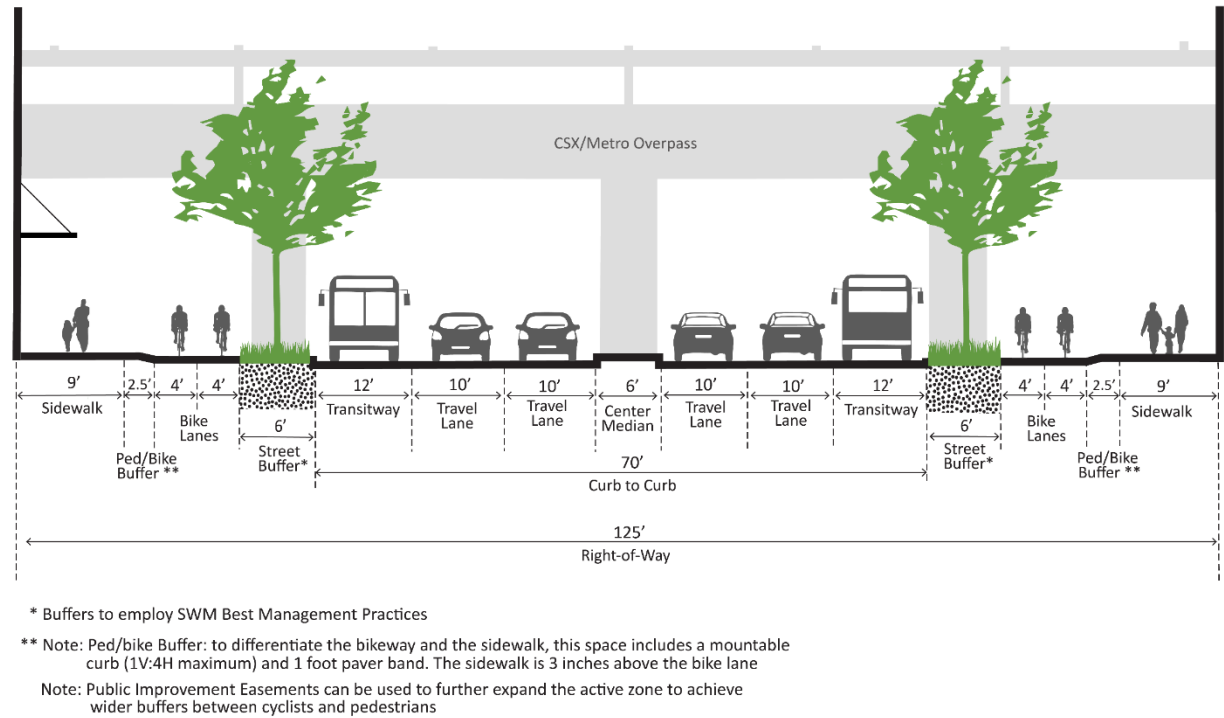 CSX/Metro Overpass
9’ 2.5’ 4’ 4’ 12’ 10’ 10’ 6’ 10’ 10’ 12’ 4’ 4’ 2.5’ 9’
Sidewalk
Bike
Lanes
Ped/Bike
Buffer **
6’
Street
Buffer*
Transitway
Travel
Lane
Travel
Lane
Center
Median
Travel
Lane
Travel
Lane
Transitway
6’
Street
Buffer*
Bike
Lanes
Ped/Bike
Buffer **
Sidewalk
70’
Curb to Curb
125’
Right-of-Way
* Buffers to employ SWM Best Management Practices
** Note: Ped/bike Buffer: to differentiate the bikeway and the sidewalk, this space includes a mountable
curb (1V:4H maximum) and 1 foot paver band. The sidewalk is 3 inches above the bike lane
Note: Public Improvement Easements can be used to further expand the active zone to achieve
wider buffers between cyclists and pedestrians